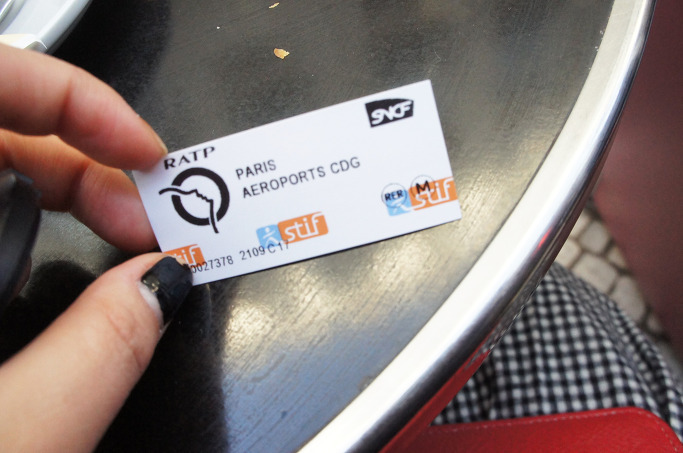 SNCF
RATP
PARIS
AEROPORTS CDG
RER M
stif
stif
stif
0027378 2109C17